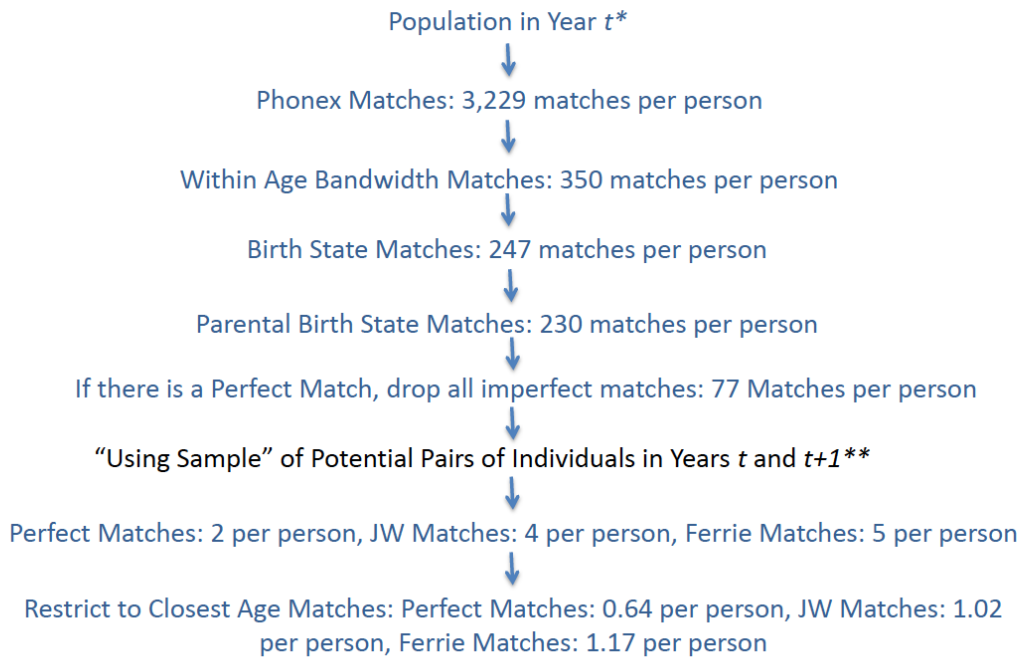 Population in Year t*
Phonex Matches: 3,229 matches per person
Within Age Bandwidth Matches: 350 matches per person
Birth State Matches: 247 matches per person
Parental Birth State Matches: 230 matches per person
If there is a Perfect Match, drop all imperfect matches: 77 Matches per person
“Using Sample” of Potential Pairs of Individuals in Years t and t+1**
Perfect Matches: 2 per person, JW Matches: 4 per person, Ferrie Matches: 5 per person
Restrict to Closest Age Matches: Perfect Matches: 0.64 per person, JW Matches: 1.02
per person, Ferrie Matches: 1.17 per person